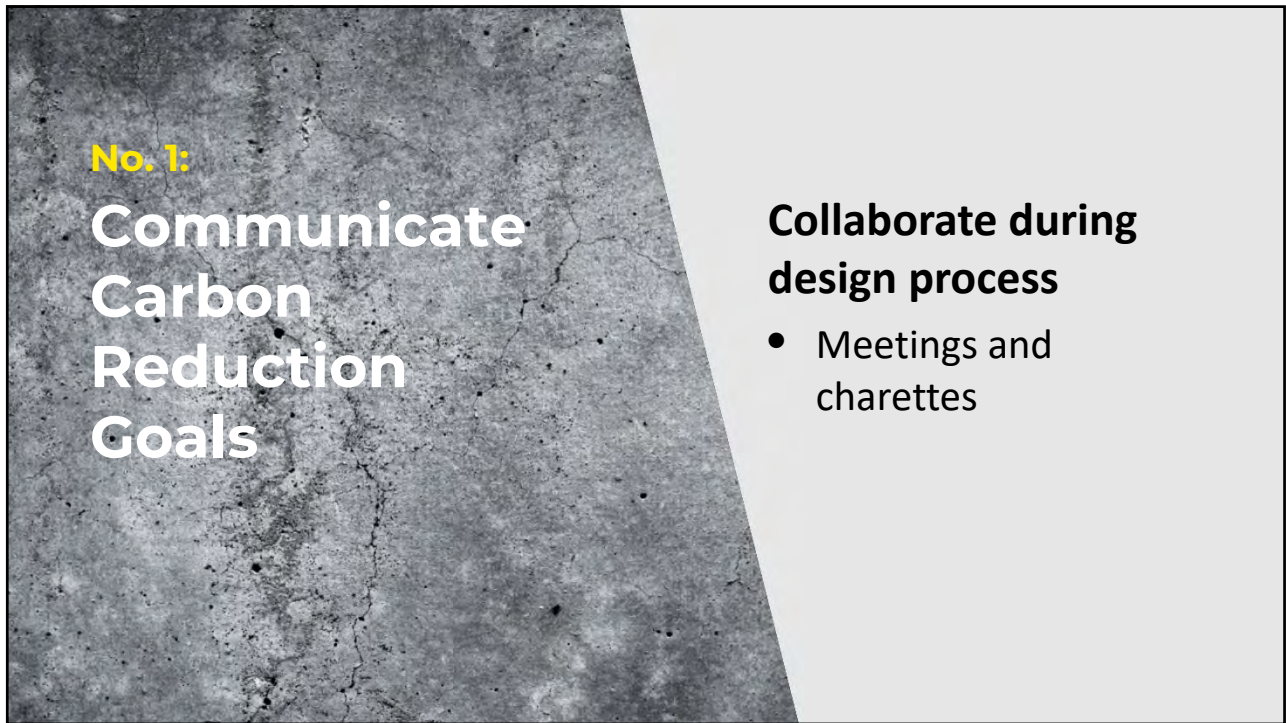 No. 1:
Communicate
Carbon
Reduction
Goals
Collaborate during
design process
• Meetings and
charettes